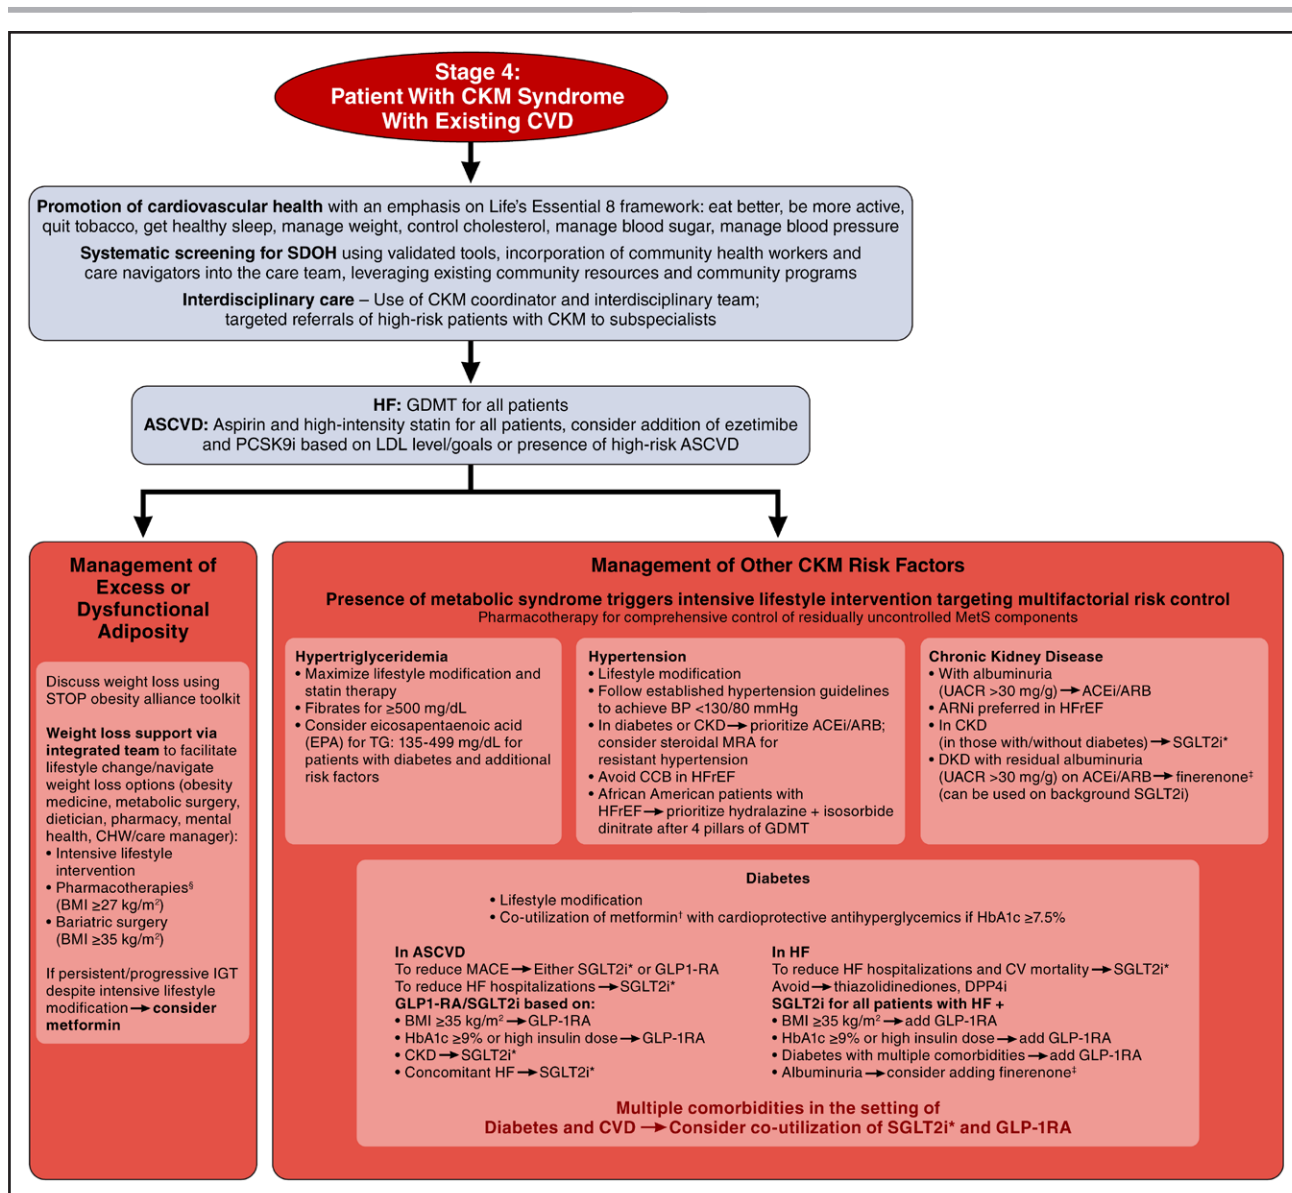 Stage 4:
Patient With CKM Syndrome
With Existing CVD
Promotion of cardiovascular health with an emphasis on Life's Essential 8 framework: eat better, be more active,
quit tobacco, get healthy sleep, manage weight, control cholesterol, manage blood sugar, manage blood pressure
Systematic screening for SDOH using validated tools, incorporation of community health workers and
care navigators into the care team, leveraging existing community resources and community programs
Interdisciplinary care – Use of CKM coordinator and interdisciplinary team;
targeted referrals of high-risk patients with CKM to subspecialists
HF: GDMT for all patients
ASCVD: Aspirin and high-intensity statin for all patients, consider addition of ezetimibe
and PCSK9i based on LDL level/goals or presence of high-risk ASCVD
Management of
Excess or
Dysfunctional
Adiposity
Discuss weight loss using
STOP obesity alliance toolkit
Weight loss support via
integrated team to facilitate
lifestyle change/navigate
weight loss options (obesity
medicine, metabolic surgery,
dietician, pharmacy, mental
health, CHW/care manager):
• Intensive lifestyle
intervention
• Pharmacotherapies§
(BMI ≥27 kg/m²)
• Bariatric surgery
(BMI ≥35 kg/m²)
If persistent/progressive IGT
despite intensive lifestyle
modification → consider
metformin
Management of Other CKM Risk Factors
Presence of metabolic syndrome triggers intensive lifestyle intervention targeting multifactorial risk control
Pharmacotherapy for comprehensive control of residually uncontrolled MetS components
Hypertriglyceridemia
• Maximize lifestyle modification and
statin therapy
• Fibrates for ≥500 mg/dL
• Consider eicosapentaenoic acid
(EPA) for TG: 135-499 mg/dL for
patients with diabetes and additional
risk factors
Hypertension
• Lifestyle modification
• Follow established hypertension guidelines
to achieve BP <130/80 mmHg
• In diabetes or CKD → prioritize ACEi/ARB;
consider steroidal MRA for
resistant hypertension
• Avoid CCB in HFrEF
• African American patients with
HFrEF → prioritize hydralazine + isosorbide
dinitrate after 4 pillars of GDMT
Chronic Kidney Disease
• With albuminuria
(UACR >30 mg/g) → ACEi/ARB
• ARNi preferred in HFrEF
• In CKD
(in those with/without diabetes) → SGLT2i*
• DKD with residual albuminuria
(UACR >30 mg/g) on ACEi/ARB → finerenone‡
(can be used on background SGLT2i)
Diabetes
• Lifestyle modification
• Co-utilization of metformin† with cardioprotective antihyperglycemics if HbA1c ≥7.5%
In ASCVD
To reduce MACE → Either SGLT2i* or GLP1-RA
To reduce HF hospitalizations → SGLT2i*
GLP1-RA/SGLT2i based on:
• BMI ≥35 kg/m² → GLP-1RA
• HbA1c ≥9% or high insulin dose → GLP-1RA
• CKD → SGLT2i*
• Concomitant HF → SGLT2i*
In HF
To reduce HF hospitalizations and CV mortality → SGLT2i*
Avoid → thiazolidinediones, DPP4i
SGLT2i for all patients with HF +
• BMI ≥35 kg/m² → add GLP-1RA
• HbA1c ≥9% or high insulin dose → add GLP-1RA
• Diabetes with multiple comorbidities → add GLP-1RA
• Albuminuria → consider adding finerenone‡
Multiple comorbidities in the setting of
Diabetes and CVD → Consider co-utilization of SGLT2i* and GLP-1RA